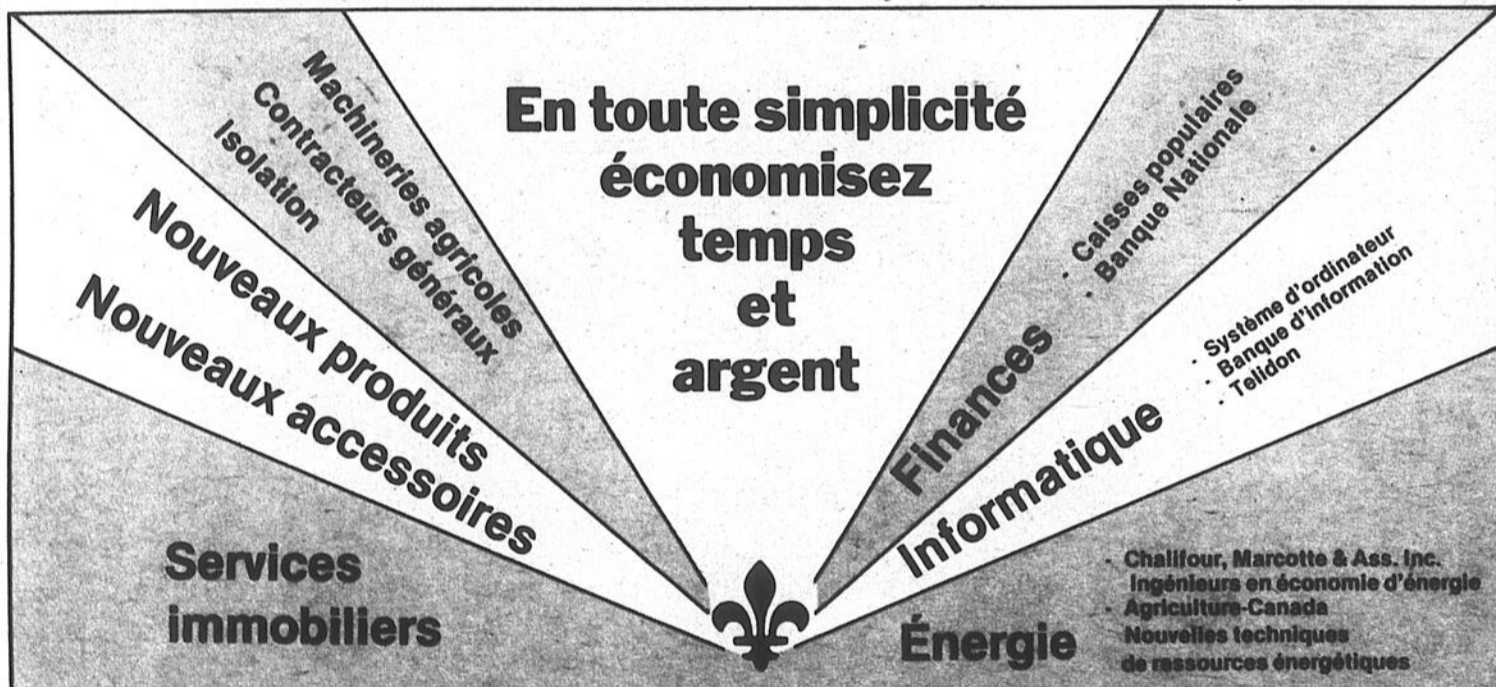 En toute simplicité
économisez
temps
et
argent
Machineries agricoles
Contracteurs généraux
Isolation
Nouveaux produits
Nouveaux accessoires
Services
immobiliers
Finances
- Caisses populaires
- Banque Nationale
Informatique
- Système d'ordinateur
- Banque d'information
- Telidon
Énergie
- Challfour, Marcotte & Ass. Inc.
Ingénieurs en économie d'énergie
- Agriculture-Canada
Nouvelles techniques
de ressources énergétiques